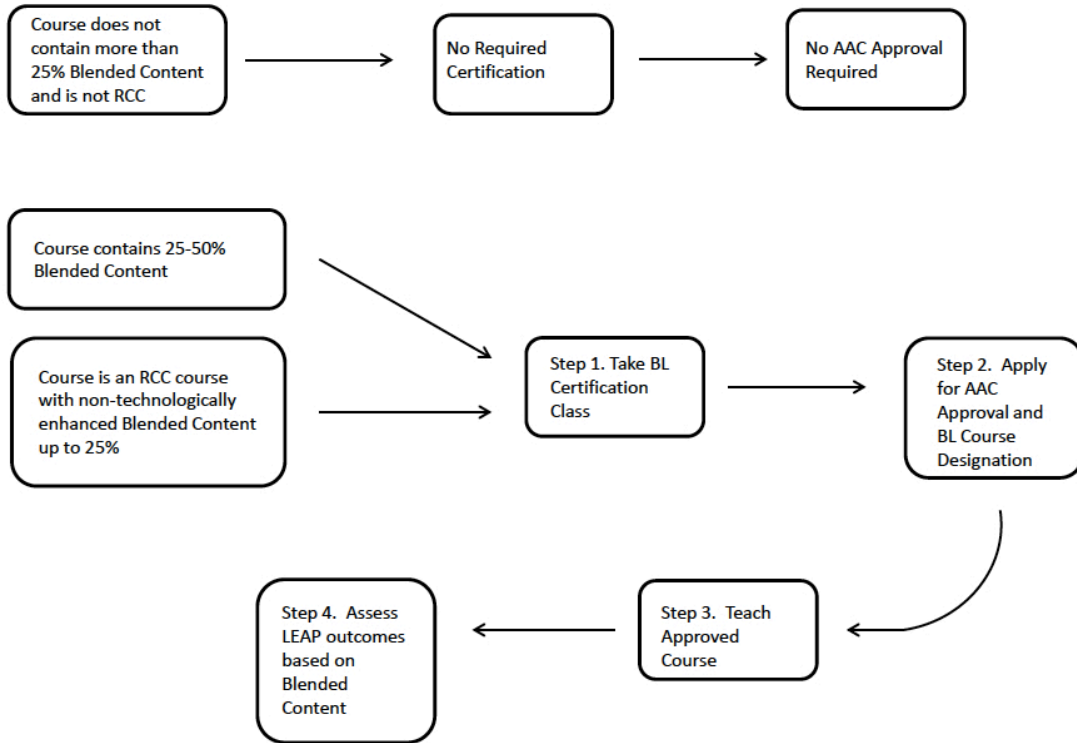 Course does not
contain more than
25% Blended Content
and is not RCC
No Required
Certification
No AAC Approval
Required
Course contains 25-50%
Blended Content
Course is an RCC course
with non-technologically
enhanced Blended Content
up to 25%
Step 1. Take BL
Certification
Class
Step 2.  Apply
for AAC
Approval and
BL Course
Designation
Step 3.  Teach
Approved
Course
Step 4.  Assess
LEAP outcomes
based on
Blended
Content